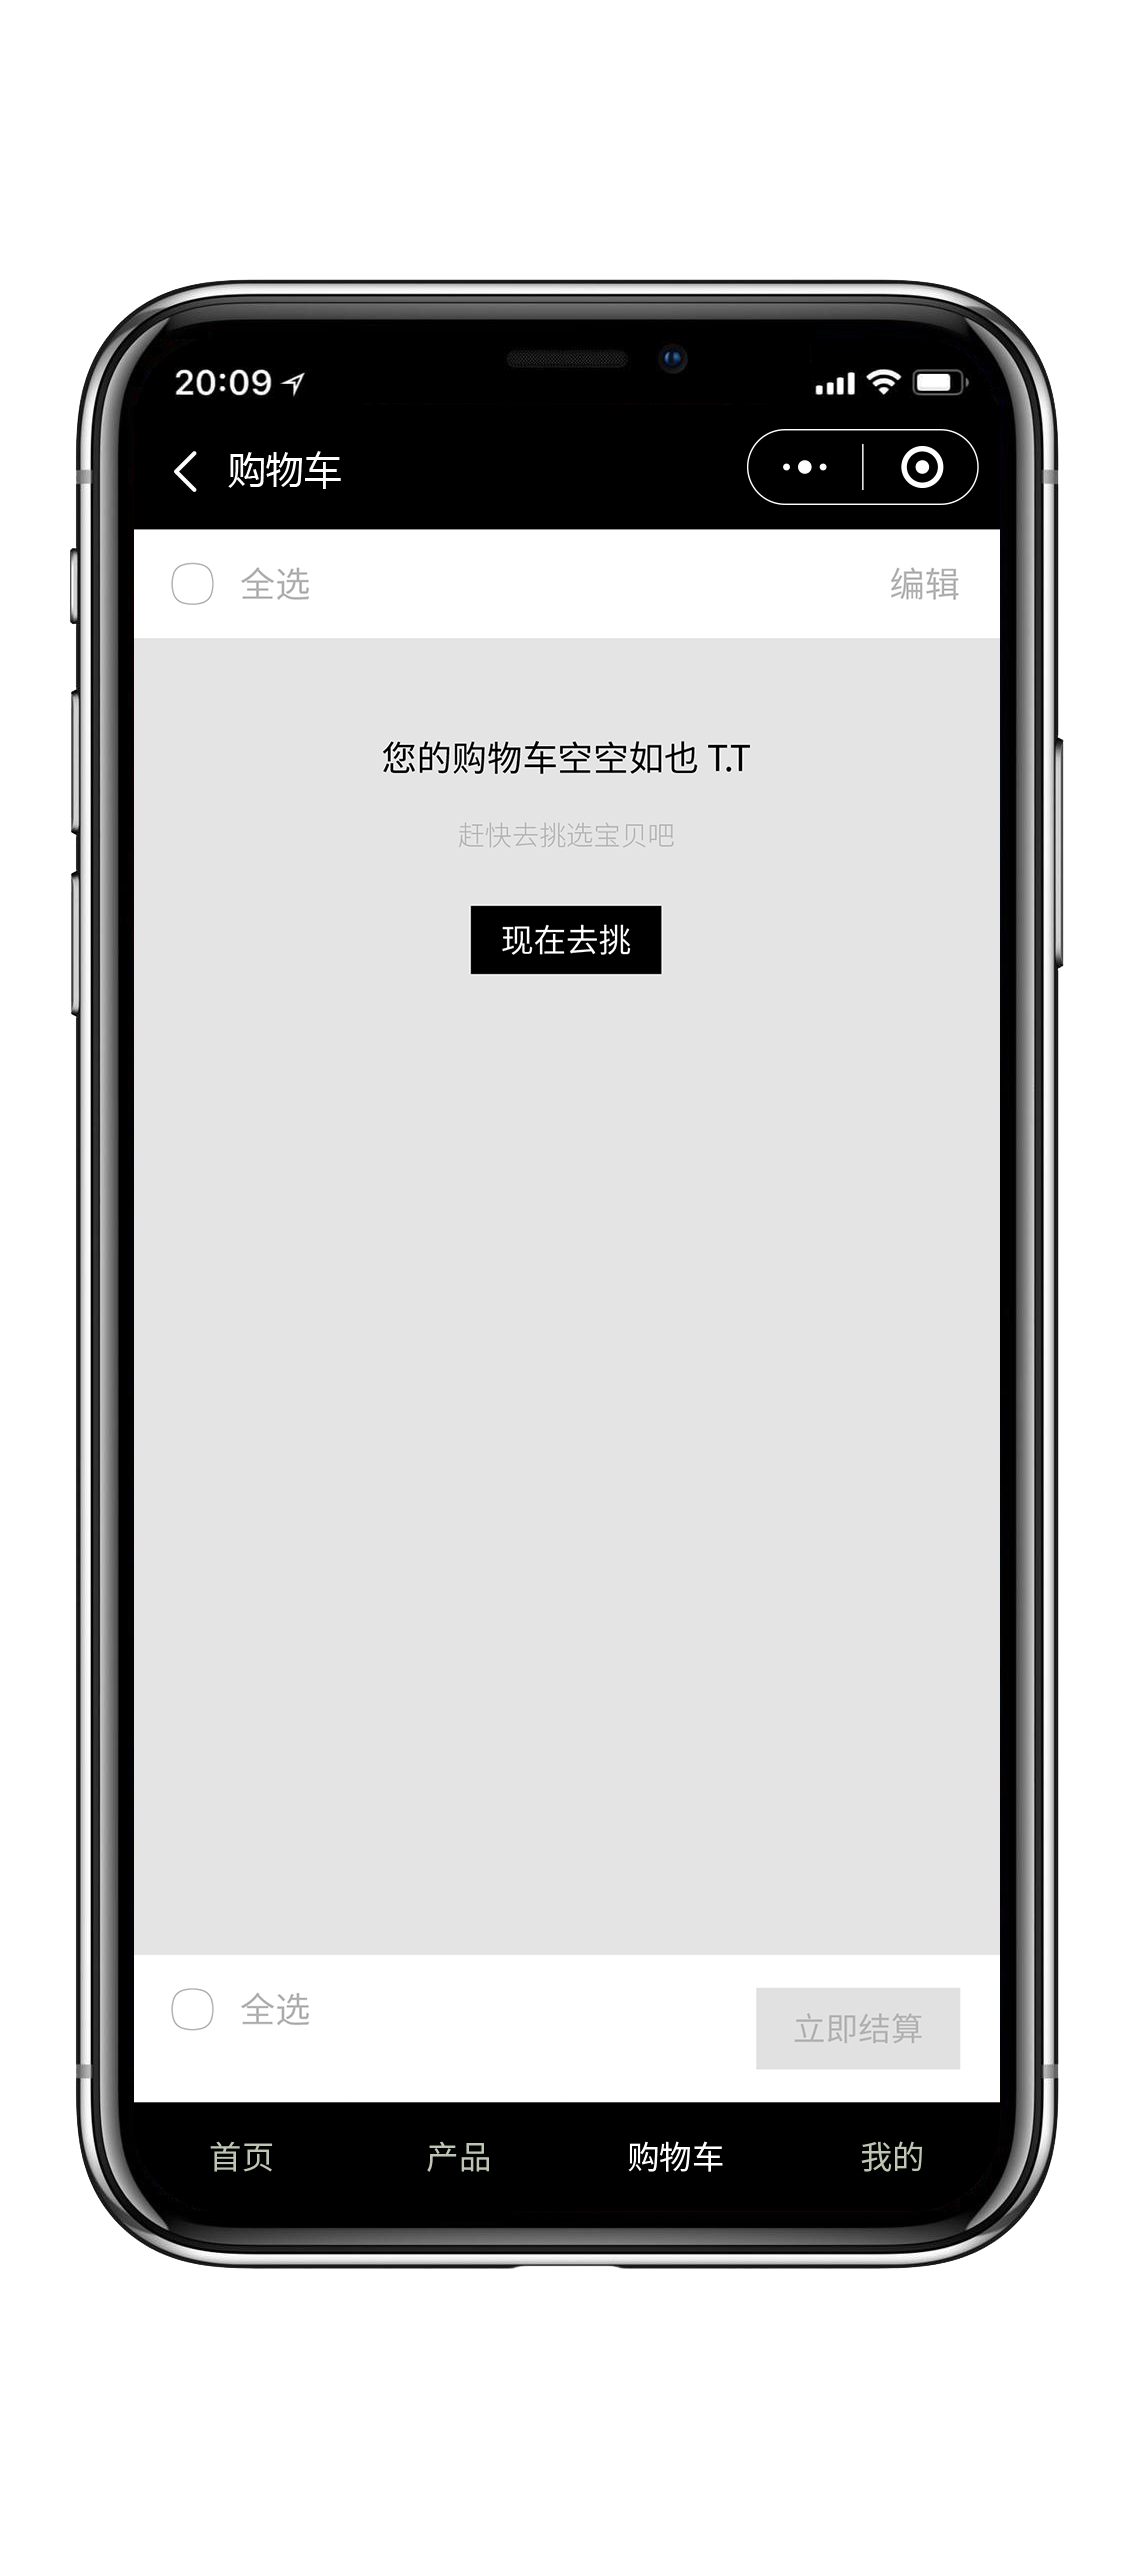 20:09
购物车
全选 编辑
您的购物车空空如也 T.T
赶快去挑选宝贝吧
现在去挑
全选 立即结算
首页 产品 购物车 我的